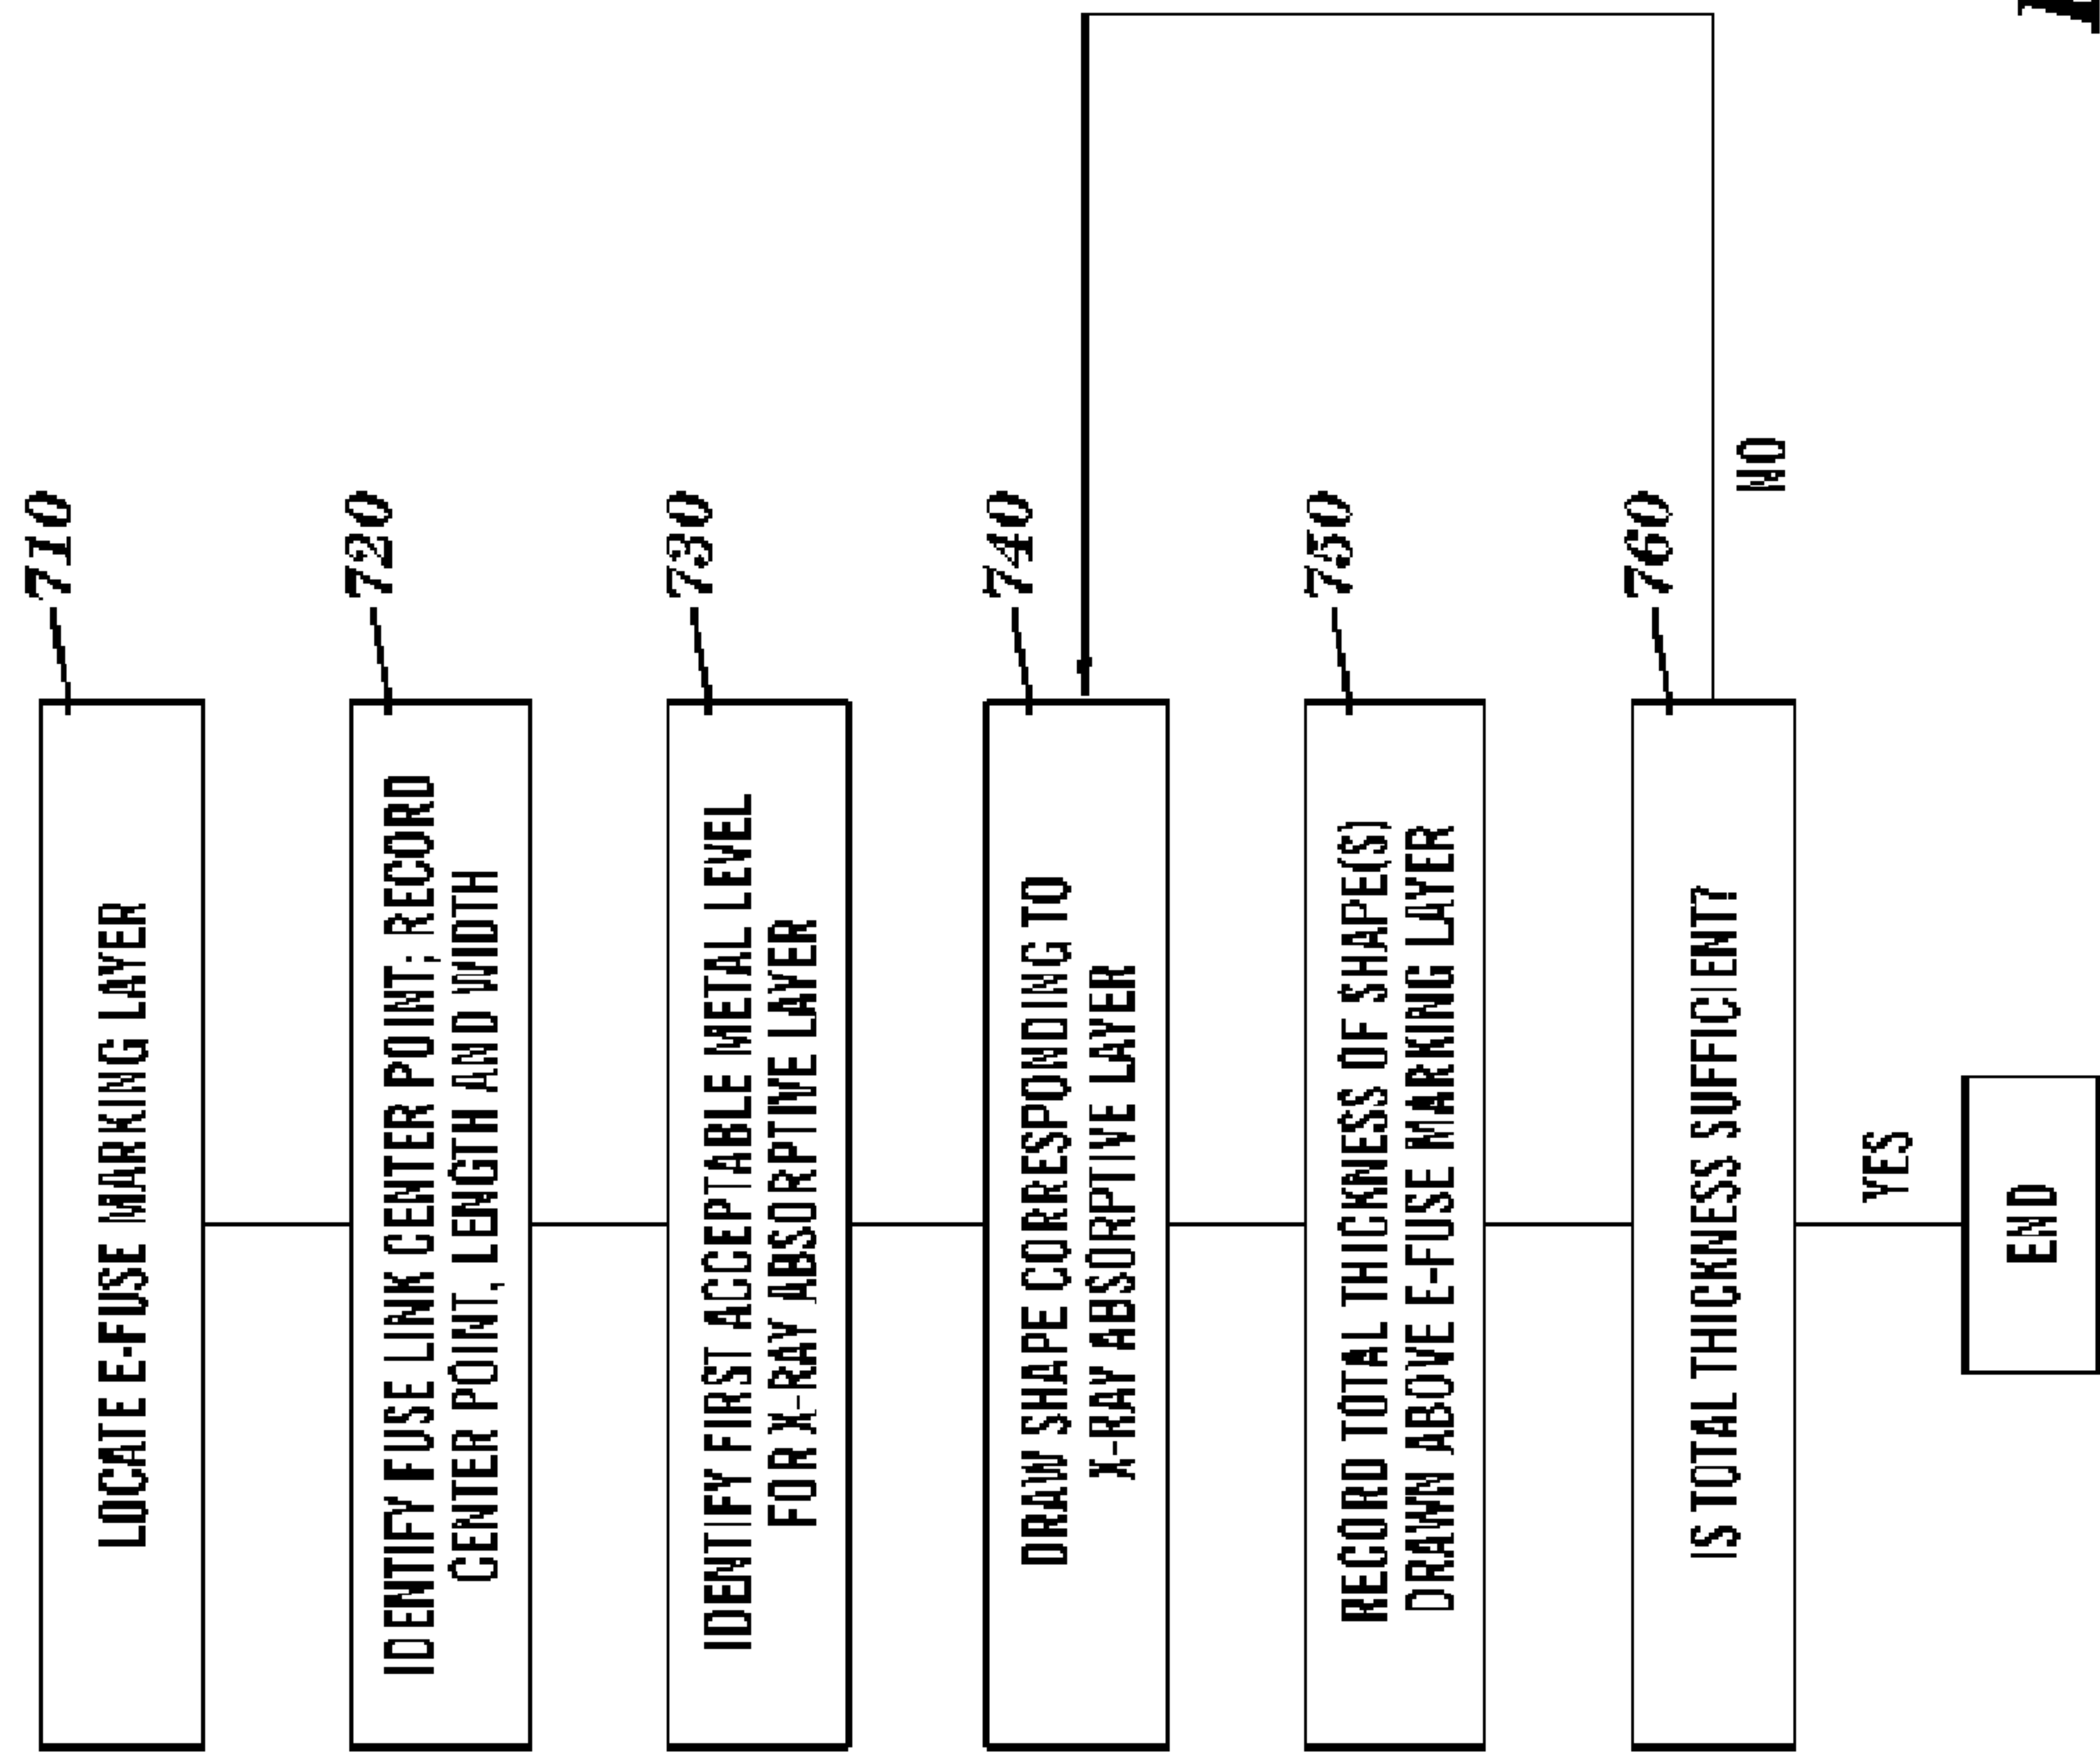 710
LOCATE E-FUSE MARKING LAYER
720
IDENTIFY FUSE LINK CENTER POINT; RECORD
CENTER POINT, LENGTH AND WIDTH
730
IDENTIFY FIRST ACCEPTABLE METAL LEVEL
FOR X-RAY ABSORPTIVE LAYER
740
DRAW SHAPE CORRESPONDING TO
X-RAY ABSORPTIVE LAYER
750
RECORD TOTAL THICKNESS OF SHAPE(S)
DRAWN ABOVE E-FUSE MARKING LAYER
760
IS TOTAL THICKNESS SUFFICIENT?
NO
YES
END